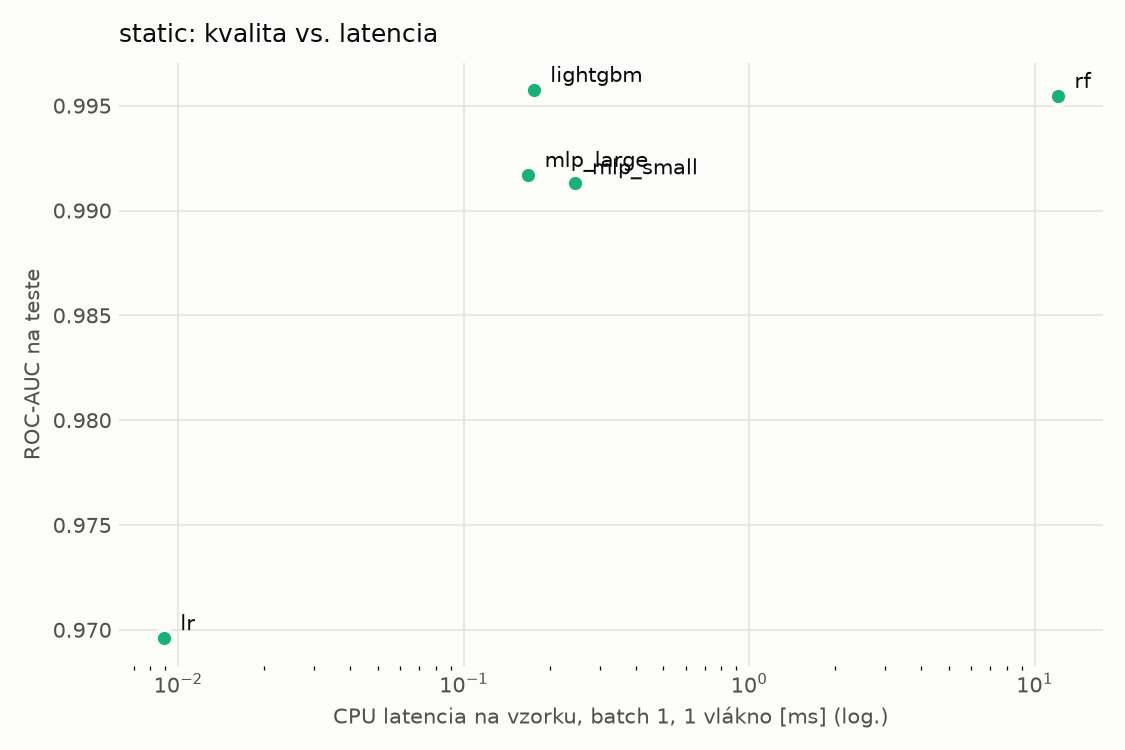 static: kvalita vs. latencia
lightgbm
rf
0.995
mlp_large
mlp_small
0.990
0.985
ROC-AUC na teste
0.980
0.975
lr
0.970
10⁻² 10⁻¹ 10⁰ 10¹
CPU latencia na vzorku, batch 1, 1 vlákno [ms] (log.)